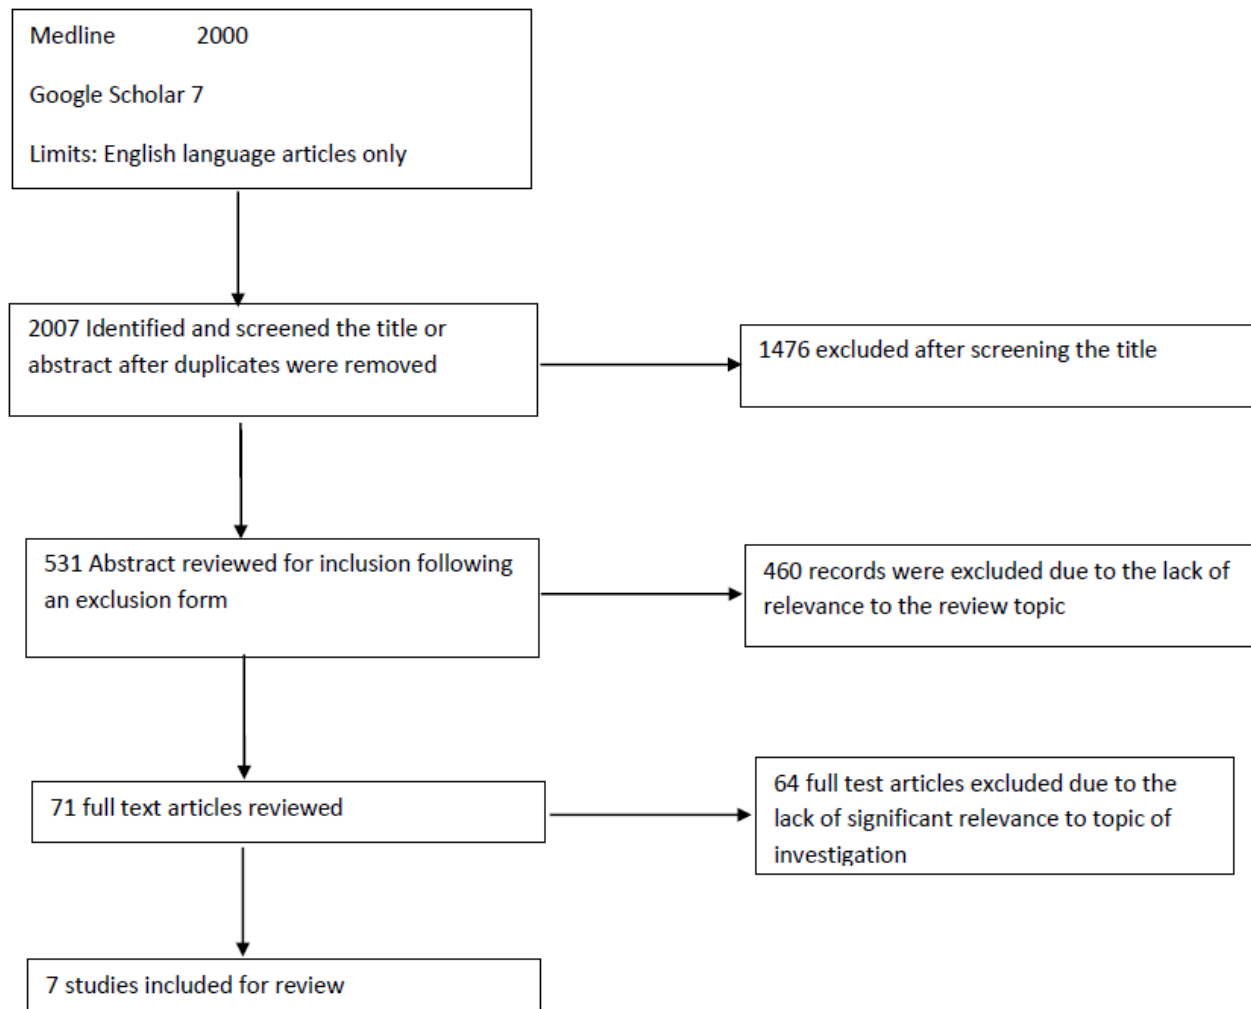 Medline 2000
Google Scholar 7
Limits: English language articles only
2007 Identified and screened the title or
abstract after duplicates were removed
1476 excluded after screening the title
531 Abstract reviewed for inclusion following
an exclusion form
460 records were excluded due to the lack of
relevance to the review topic
71 full text articles reviewed
64 full test articles excluded due to the
lack of significant relevance to topic of
investigation
7 studies included for review